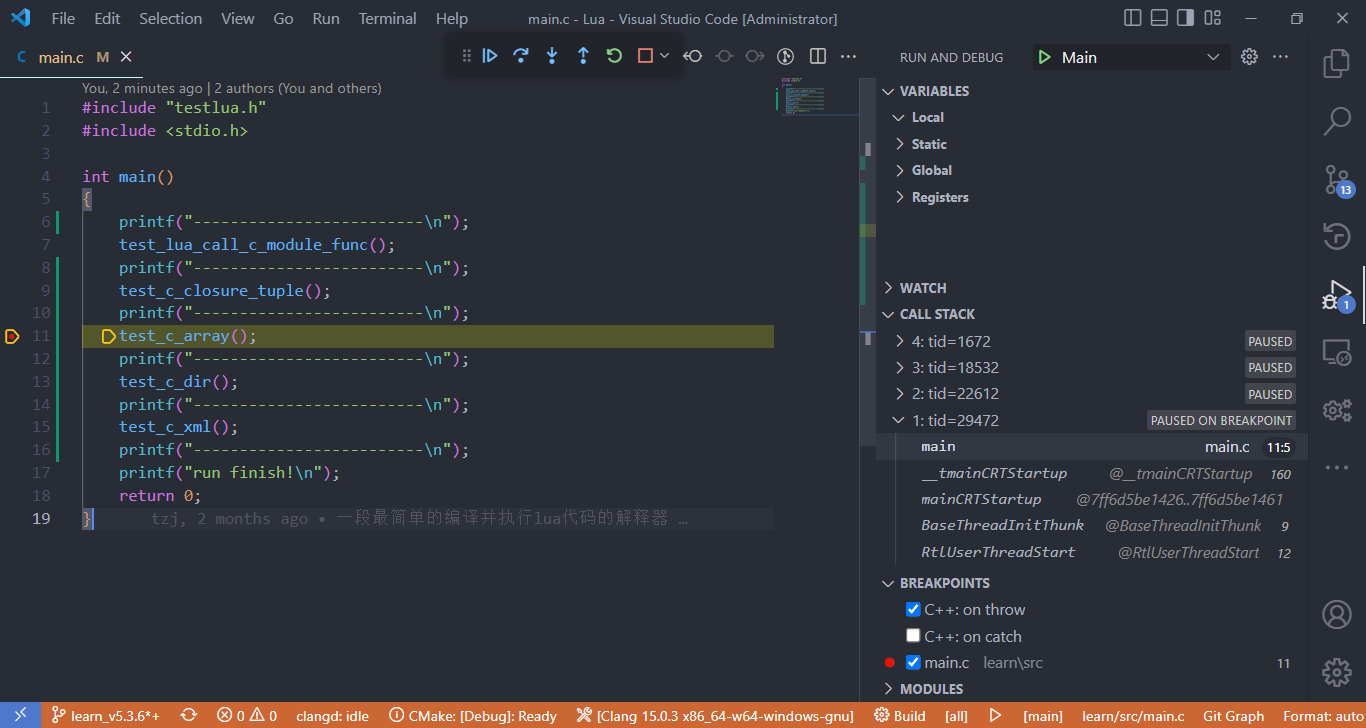 File Edit Selection View Go Run Terminal Help main.c - Lua - Visual Studio Code [Administrator]
C main.c M
You, 2 minutes ago | 2 authors (You and others)
1 #include "testlua.h"
2 #include <stdio.h>
3
4 int main()
5 {
6 printf("-------------------------\n");
7 test_lua_call_c_module_func();
8 printf("-------------------------\n");
9 test_c_closure_tuple();
10 printf("-------------------------\n");
11 test_c_array();
12 printf("-------------------------\n");
13 test_c_dir();
14 printf("-------------------------\n");
15 test_c_xml();
16 printf("-------------------------\n");
17 printf("run finish!\n");
18 return 0;
19 } tzj, 2 months ago • 一段最简单的编译并执行lua代码的解释器 …
RUN AND DEBUG Main
VARIABLES
Local
Static
Global
Registers
WATCH
CALL STACK
4: tid=1672 PAUSED
3: tid=18532 PAUSED
2: tid=22612 PAUSED
1: tid=29472 PAUSED ON BREAKPOINT
main main.c 11:5
__tmainCRTStartup @__tmainCRTStartup 160
mainCRTStartup @7ff6d5be1426..7ff6d5be1461
BaseThreadInitThunk @BaseThreadInitThunk 9
RtlUserThreadStart @RtlUserThreadStart 12
BREAKPOINTS
C++: on throw
C++: on catch
main.c learn\src 11
MODULES
13
1
learn_v5.3.6*+ 0 0 clangd: idle CMake: [Debug]: Ready [Clang 15.0.3 x86_64-w64-windows-gnu] Build [all] [main] learn/src/main.c Git Graph Format: auto